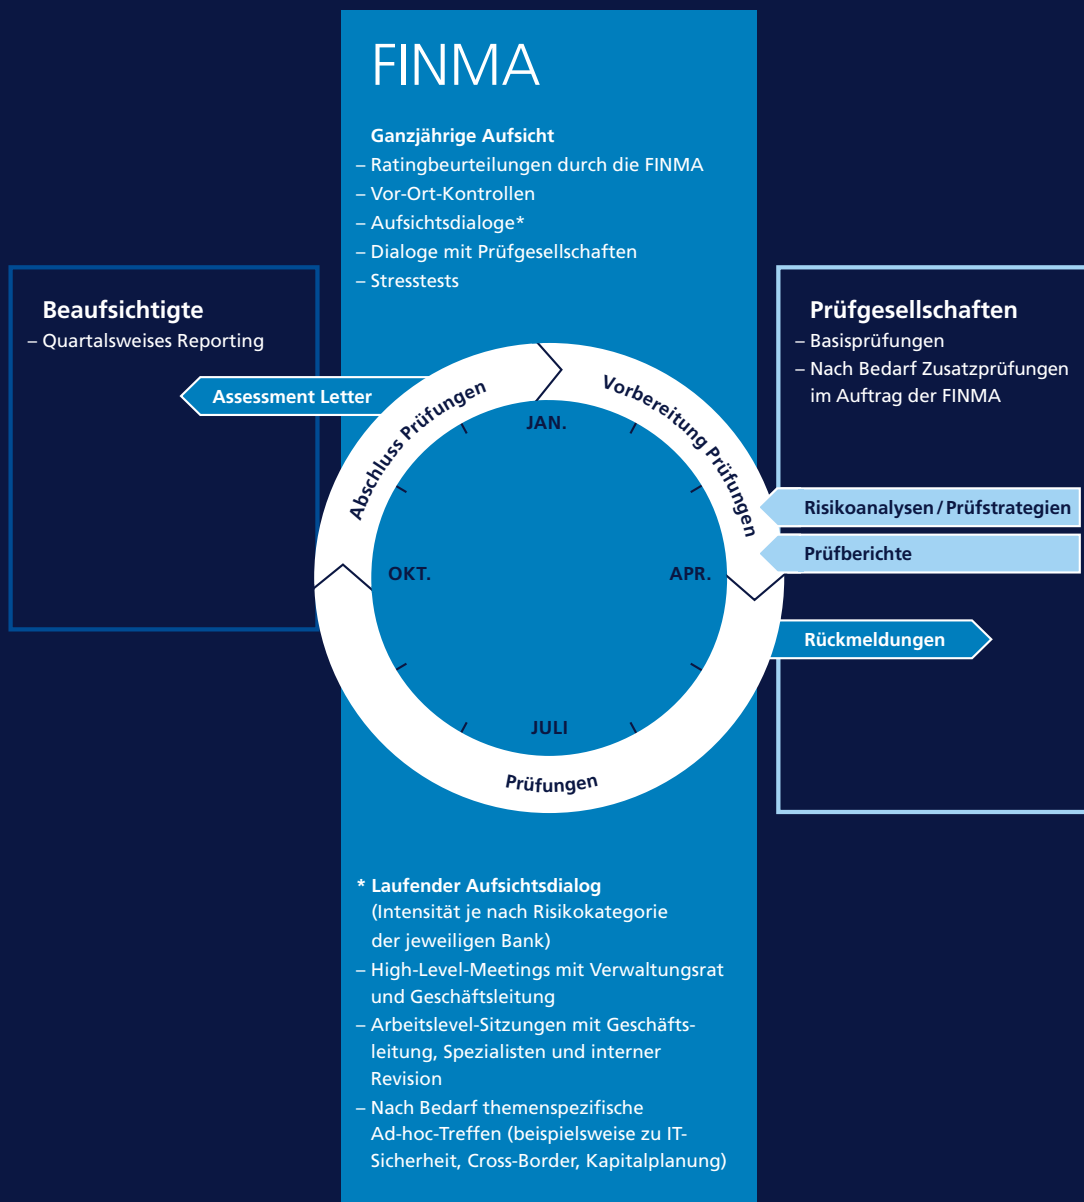 FINMA
Ganzjährige Aufsicht
– Ratingbeurteilungen durch die FINMA
– Vor-Ort-Kontrollen
– Aufsichtsdialoge*
– Dialoge mit Prüfgesellschaften
– Stresstests
Beaufsichtigte
– Quartalsweises Reporting
Assessment Letter
Prüfgesellschaften
– Basisprüfungen
– Nach Bedarf Zusatzprüfungen
im Auftrag der FINMA
Risikoanalysen / Prüfstrategien
Prüfberichte
Rückmeldungen
Abschluss Prüfungen
Vorbereitung Prüfungen
JAN.
OKT.
APR.
JULI
Prüfungen
* Laufender Aufsichtsdialog
(Intensität je nach Risikokategorie
der jeweiligen Bank)
– High-Level-Meetings mit Verwaltungsrat
und Geschäftsleitung
– Arbeitslevel-Sitzungen mit Geschäfts-
leitung, Spezialisten und interner
Revision
– Nach Bedarf themenspezifische
Ad-hoc-Treffen (beispielsweise zu IT-
Sicherheit, Cross-Border, Kapitalplanung)